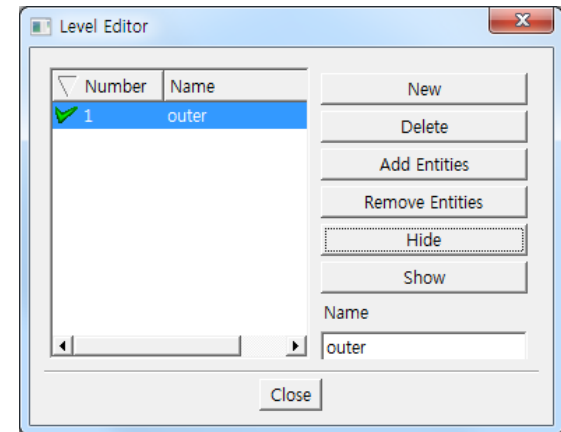 Level Editor
X
Number Name
1 outer
New
Delete
Add Entities
Remove Entities
Hide
Show
Name
outer
Close